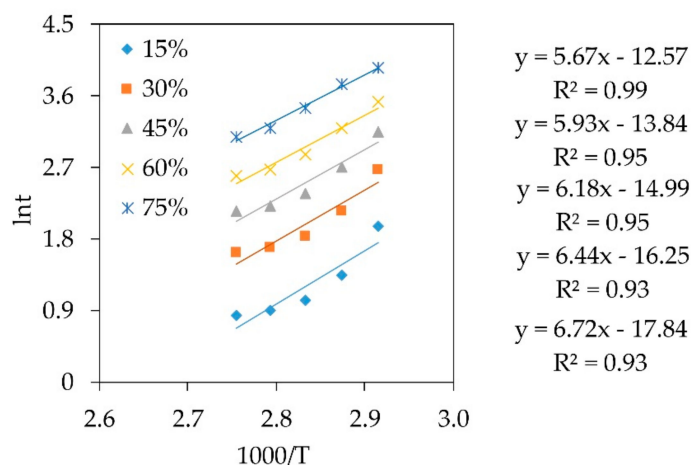 4.5
3.6
2.7
1.8
0.9
0
lnt
15%
30%
45%
60%
75%
2.6
2.7
2.8
2.9
3.0
1000/T
y = 5.67x - 12.57
R² = 0.99
y = 5.93x - 13.84
R² = 0.95
y = 6.18x - 14.99
R² = 0.95
y = 6.44x - 16.25
R² = 0.93
y = 6.72x - 17.84
R² = 0.93